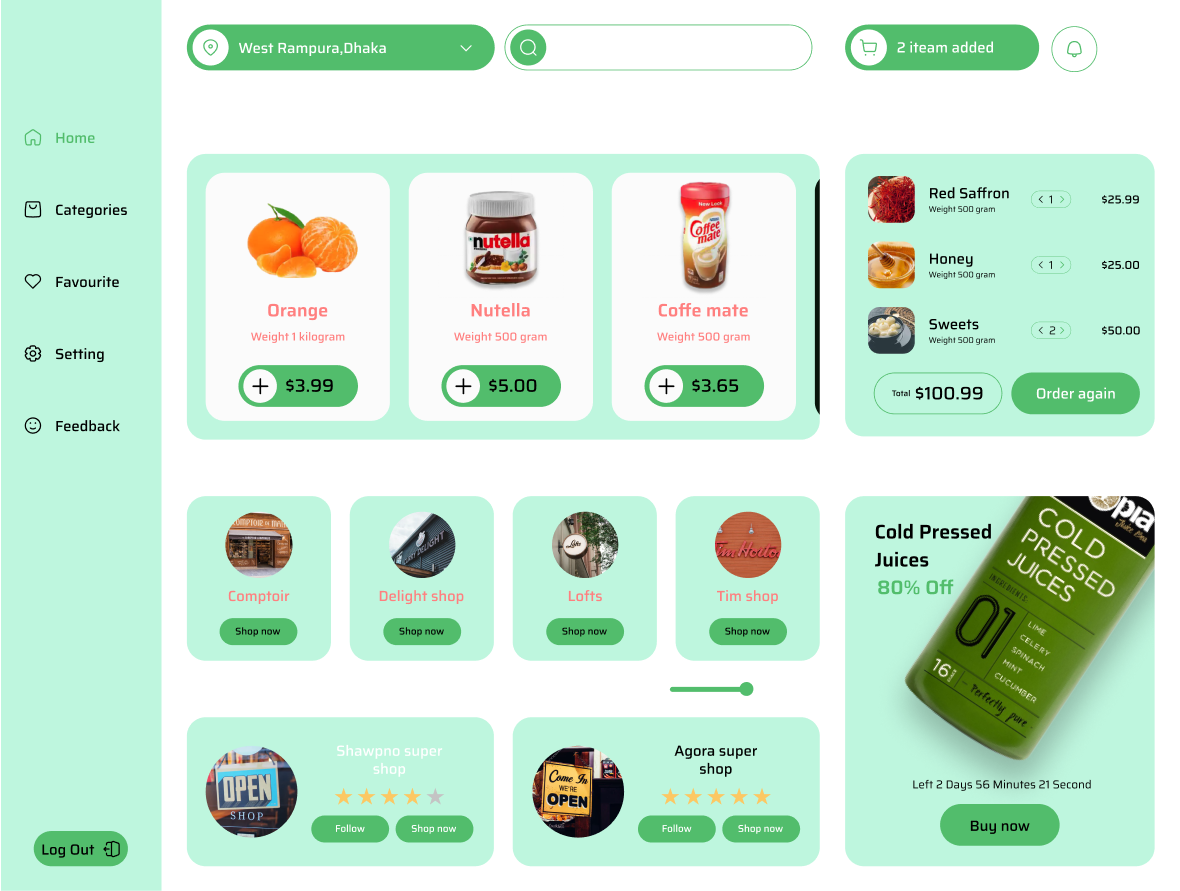 West Rampura,Dhaka
2 iteam added
Home
Categories
Favourite
Setting
Feedback
Log Out
nutella
Orange
Weight 1 kilogram
$3.99
Nutella
Weight 500 gram
$5.00
New Look
Coffee
mate
Coffe mate
Weight 500 gram
$3.65
Red Saffron
Weight 500 gram
< 1 >
$25.99
Honey
Weight 500 gram
< 1 >
$25.00
Sweets
Weight 500 gram
< 2 >
$50.00
Total $100.99
Order again
Comptoir
Shop now
Delight shop
Shop now
Lofts
Shop now
Tim shop
Shop now
Cold Pressed
Juices
80% Off
pia
Juice Bar
COLD
PRESSED
JUICES
INGREDIENTS
01
LIME
CELERY
SPINACH
MINT
CUCUMBER
16
Perfectly pure
Left 2 Days 56 Minutes 21 Second
Buy now
OPEN
SHOP
Shawpno super
shop
Follow
Shop now
Come In
WE'RE
OPEN
Agora super
shop
Follow
Shop now